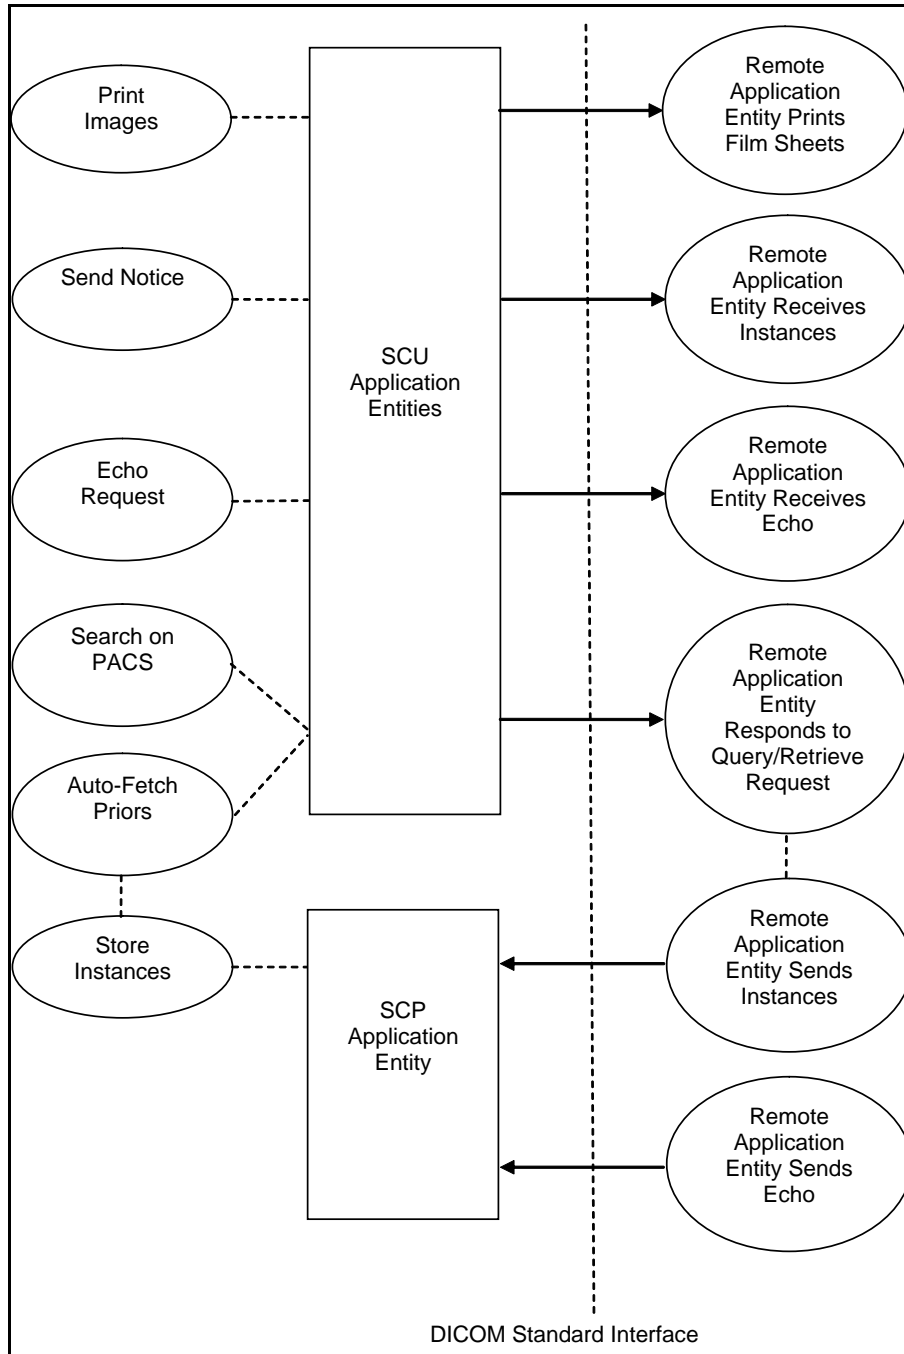 Print
Images
Remote
Application
Entity Prints
Film Sheets
Send Notice
Remote
Application
Entity Receives
Instances
SCU
Application
Entities
Echo
Request
Remote
Application
Entity Receives
Echo
Search on
PACS
Remote
Application
Entity
Responds to
Query/Retrieve
Request
Auto-Fetch
Priors
Store
Instances
Remote
Application
Entity Sends
Instances
SCP
Application
Entity
Remote
Application
Entity Sends
Echo
DICOM Standard Interface